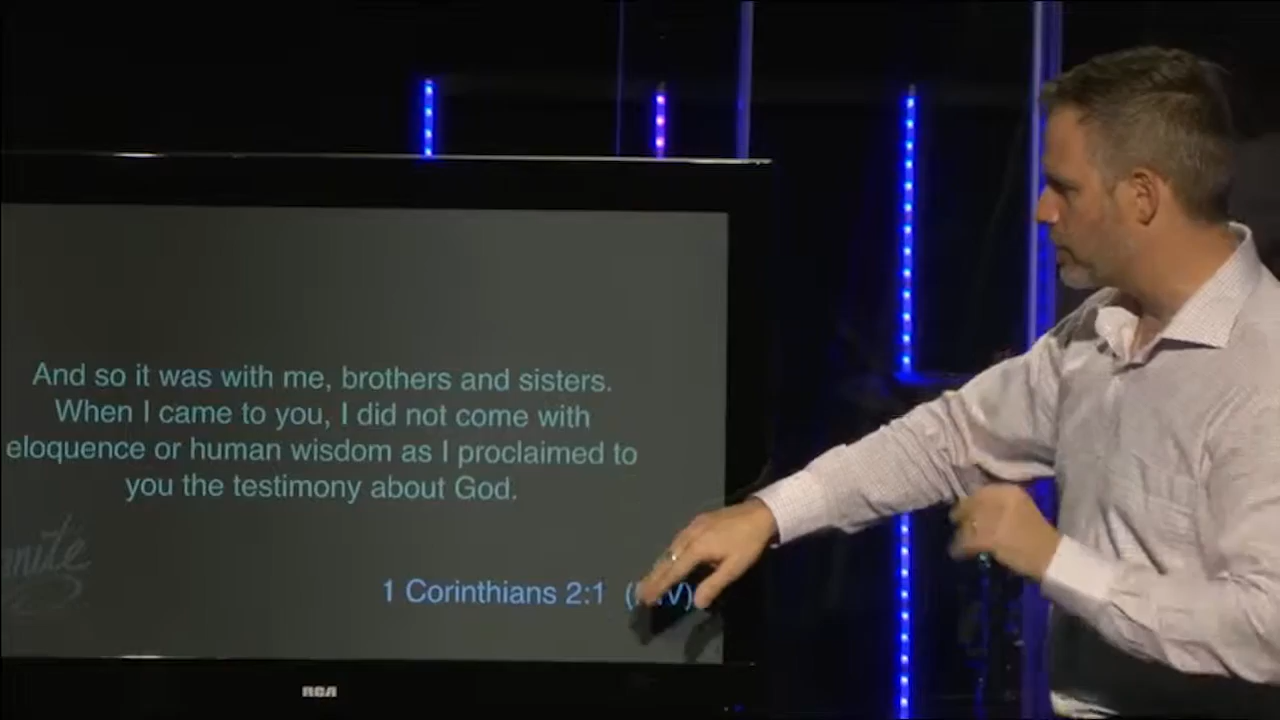 And so it was with me, brothers and sisters.
When I came to you, I did not come with
eloquence or human wisdom as I proclaimed to
you the testimony about God.
1 Corinthians 2:1
RCA